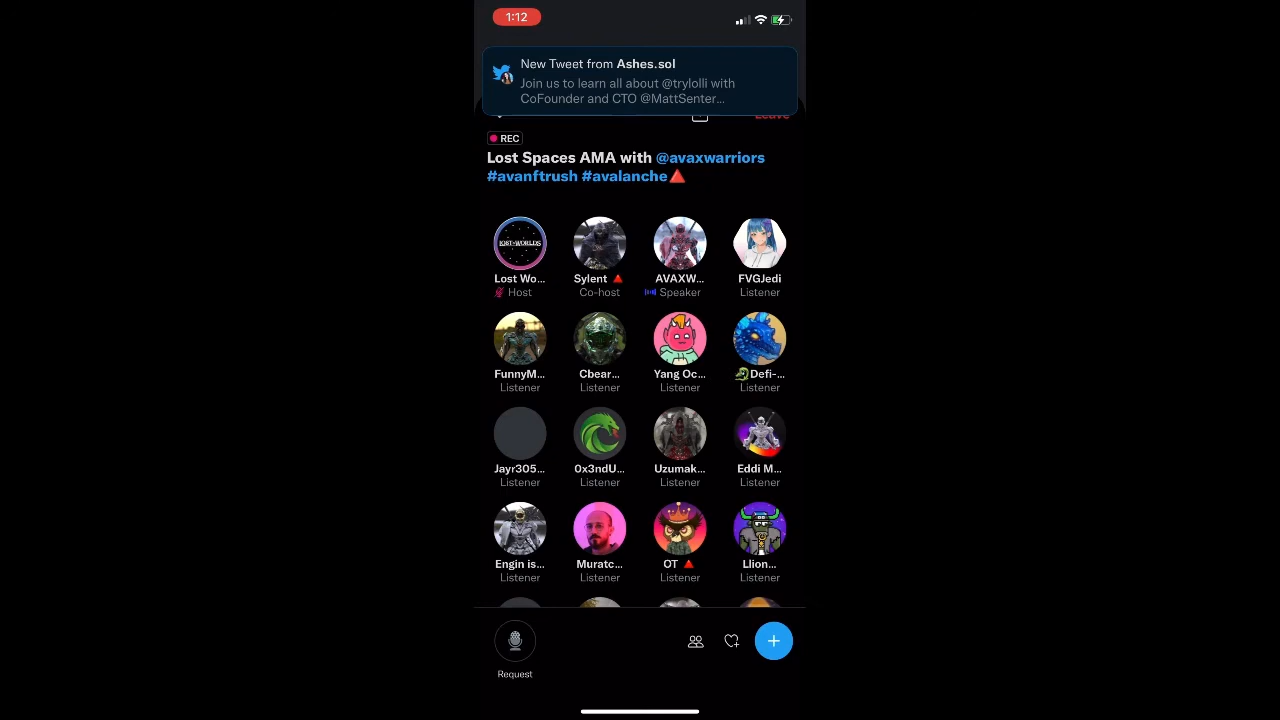 1:12
New Tweet from Ashes.sol
Join us to learn all about @trylolli with
CoFounder and CTO @MattSenter...
Leave
REC
Lost Spaces AMA with @avaxwarriors
#avanftrush #avalanche🔺
LOST-WORLDS
Lost Wo... Sylent 🔺 AVAXW... FVGJedi
Host Co-host Speaker Listener
FunnyM... Cbear... Yang Oc... 🐉Defi-...
Listener Listener Listener Listener
Jayr305... 0x3ndU... Uzumak... Eddi M...
Listener Listener Listener Listener
Engin is... Muratc... OT 🔺 Llion...
Listener Listener Listener Listener
Request